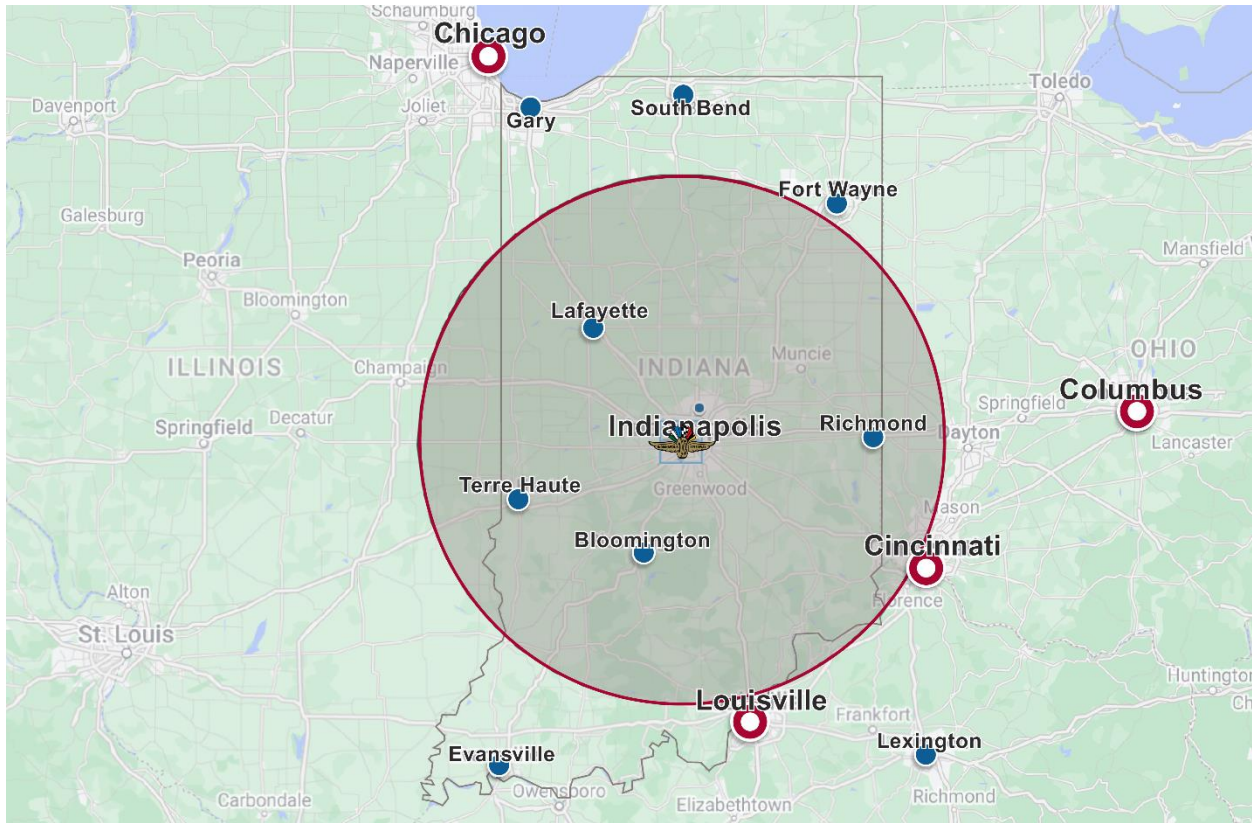 Schaumburg
Chicago
Naperville
Joliet
Toledo
Davenport
Gary
South Bend
Fort Wayne
Galesburg
Mansfield
Peoria
Bloomington
Lafayette
ILLINOIS
Champaign
INDIANA
Muncie
OHIO
Columbus
Springfield
Decatur
Springfield
Indianapolis
Richmond
Dayton
Lancaster
Terre Haute
Greenwood
Mason
Bloomington
Cincinnati
Florence
Alton
St. Louis
Huntington
Ch
Louisville
Frankfort
Lexington
Evansville
Owensboro
Carbondale
Elizabethtown
Richmond